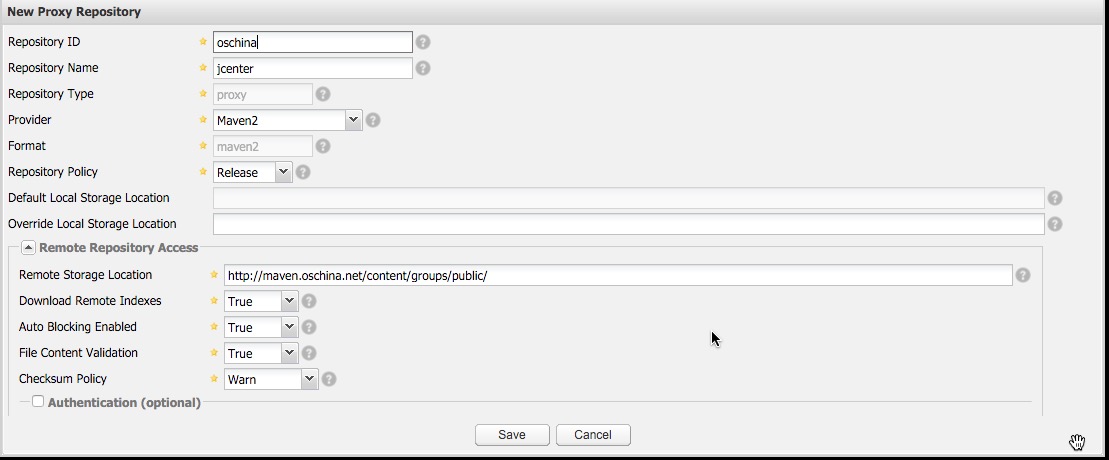 New Proxy Repository
Repository ID oschina
Repository Name jcenter
Repository Type proxy
Provider Maven2
Format maven2
Repository Policy Release
Default Local Storage Location
Override Local Storage Location
Remote Repository Access
Remote Storage Location http://maven.oschina.net/content/groups/public/
Download Remote Indexes True
Auto Blocking Enabled True
File Content Validation True
Checksum Policy Warn
Authentication (optional)
Save Cancel